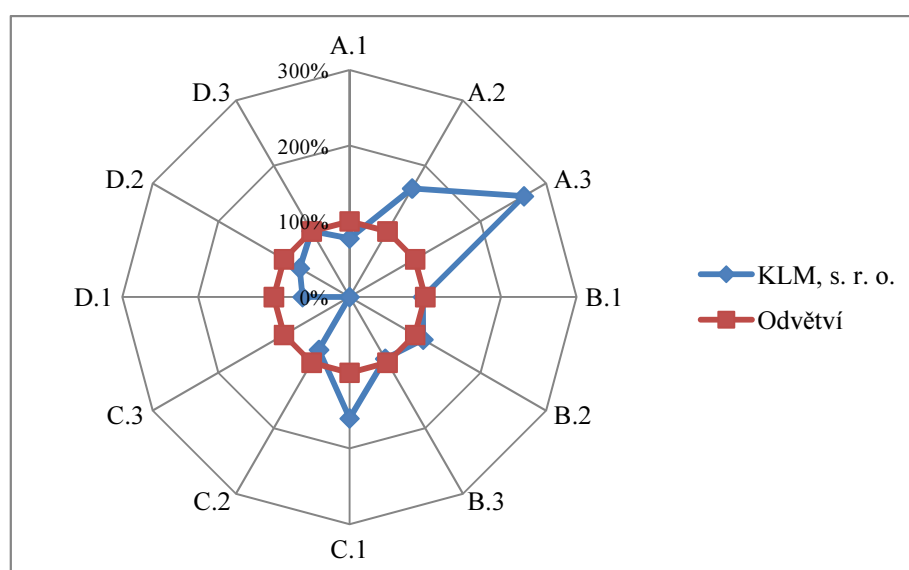 A.1
300%
D.3
A.2
200%
D.2
A.3
100%
D.1
0%
B.1
KLM, s. r. o.
Odvětví
C.3
B.2
C.2
B.3
C.1